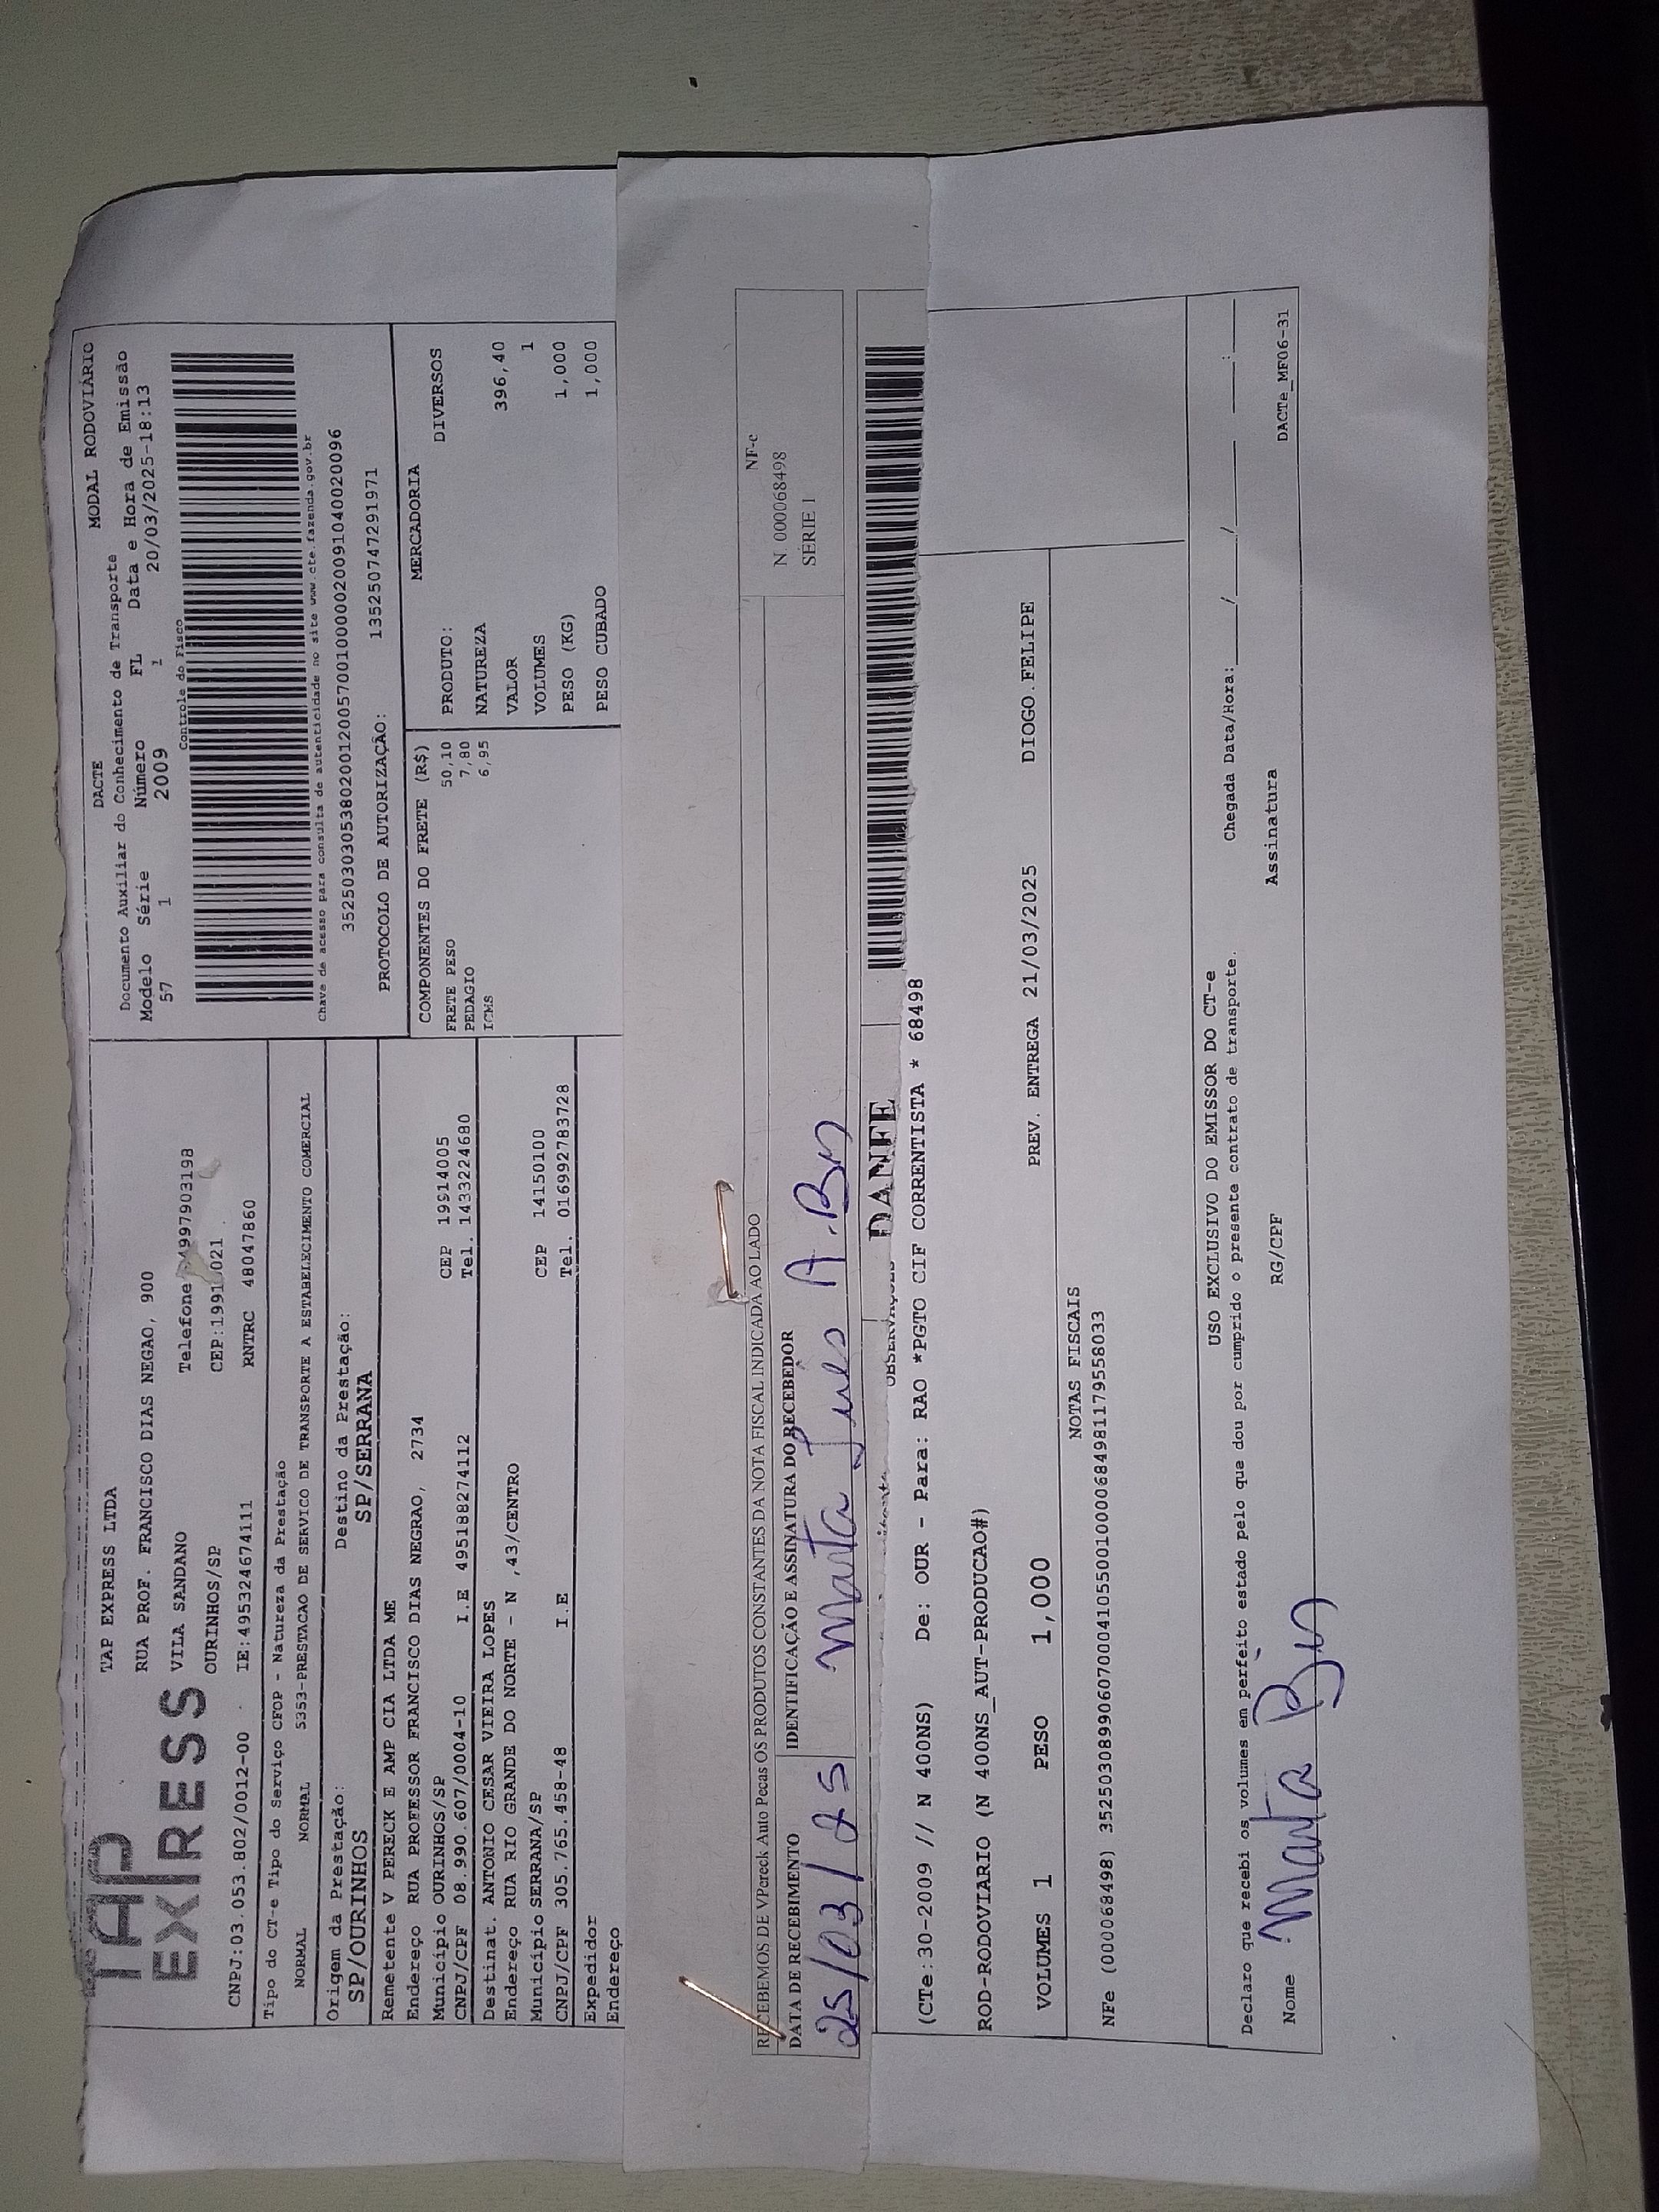 TAP
EXPRESS
TAP EXPRESS LTDA
RUA PROF. FRANCISCO DIAS NEGAO, 900
VILA SANDANO Telefone 499797903198
OURINHOS/SP CEP:1991 021
CNPJ:03.053.802/0012-00 IE:495324674111 RNTRC 48047860
DACTE MODAL RODOVIÁRIO
Documento Auxiliar do Conhecimento de Transporte
Modelo Série Número FL Data e Hora de Emissão
57 1 2009 1 20/03/2025-18:13
Controle do Fisco
Chave de acesso para consulta de autenticidade no site www.cte.fazenda.gov.br
35250303053802001200570010000020091040020096
PROTOCOLO DE AUTORIZAÇÃO: 135250747291971
Tipo do CT-e Tipo do Serviço CFOP - Natureza da Prestação
NORMAL NORMAL 5353-PRESTACAO DE SERVICO DE TRANSPORTE A ESTABELECIMENTO COMERCIAL
Origem da Prestação: Destino da Prestação:
SP/OURINHOS SP/SERRANA
Remetente V PERECK E AMP CIA LTDA ME
Endereço RUA PROFESSOR FRANCISCO DIAS NEGRAO, 2734
Município OURINHOS/SP CEP 19914005
CNPJ/CPF 08.990.607/0004-10 I.E 495188274112 Tel. 1433224680
Destinat. ANTONIO CESAR VIEIRA LOPES
Endereço RUA RIO GRANDE DO NORTE - N ,43/CENTRO
Município SERRANA/SP CEP 14150100
CNPJ/CPF 305.765.458-48 I.E Tel. 016992783728
Expedidor
Endereço
COMPONENTES DO FRETE (R$)
FRETE PESO 50,10
PEDAGIO 7,80
ICMS 6,95
MERCADORIA
PRODUTO: DIVERSOS
NATUREZA
VALOR 396,40
VOLUMES 1
PESO (KG) 1,000
PESO CUBADO 1,000
RECEBEMOS DE VPereck Auto Pecas OS PRODUTOS CONSTANTES DA NOTA FISCAL INDICADA AO LADO
DATA DE RECEBIMENTO IDENTIFICAÇÃO E ASSINATURA DO RECEBEDOR
25/03/25 Marta Inês A.
NF-e
N 000068498
SÉRIE 1
DANFE
OBSERVAÇÕES
(CTe:30-2009 // N 400NS) De: OUR - Para: RAO *PGTO CIF CORRENTISTA * 68498
ROD-RODOVIARIO (N 400NS_AUT-PRODUCAO#)
VOLUMES 1 PESO 1,000 PREV. ENTREGA 21/03/2025 DIOGO.FELIPE
NOTAS FISCAIS
NFe (000068498) 35250308990607000410550010000684981179558033
USO EXCLUSIVO DO EMISSOR DO CT-e
Declaro que recebi os volumes em perfeito estado pelo que dou por cumprido o presente contrato de transporte. Chegada Data/Hora: ____/____/____ ____:____
Nome Marta RG/CPF Assinatura
DACTe_MF06-31